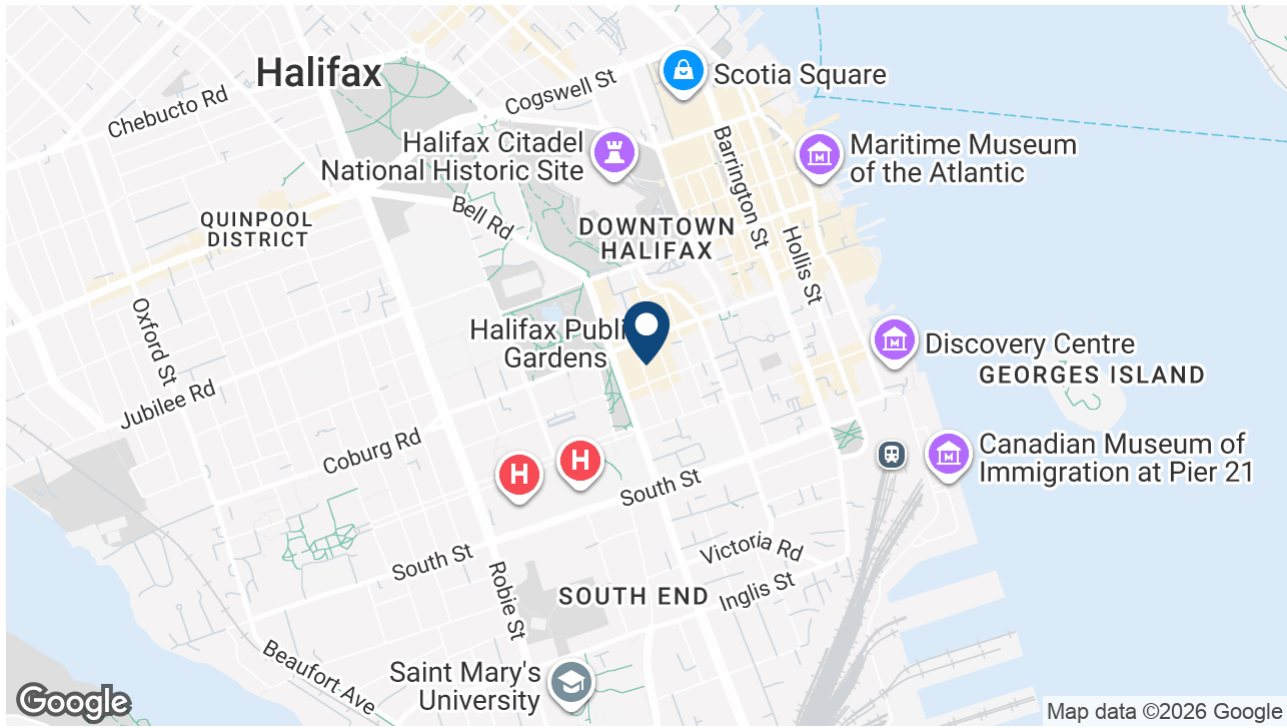 Halifax
Chebucto Rd
Cogswell St
Scotia Square
Halifax Citadel
National Historic Site
Barrington St
Maritime Museum
of the Atlantic
QUINPOOL
DISTRICT
Bell Rd
DOWNTOWN
HALIFAX
Hollis St
Oxford St
Halifax Publi
Gardens
Discovery Centre
GEORGES ISLAND
Jubilee Rd
Coburg Rd
H
H
South St
Canadian Museum of
Immigration at Pier 21
South St
Victoria Rd
Robie St
SOUTH END
Inglis St
Beaufort Ave
Saint Mary's
University
Google
Map data ©2026 Google